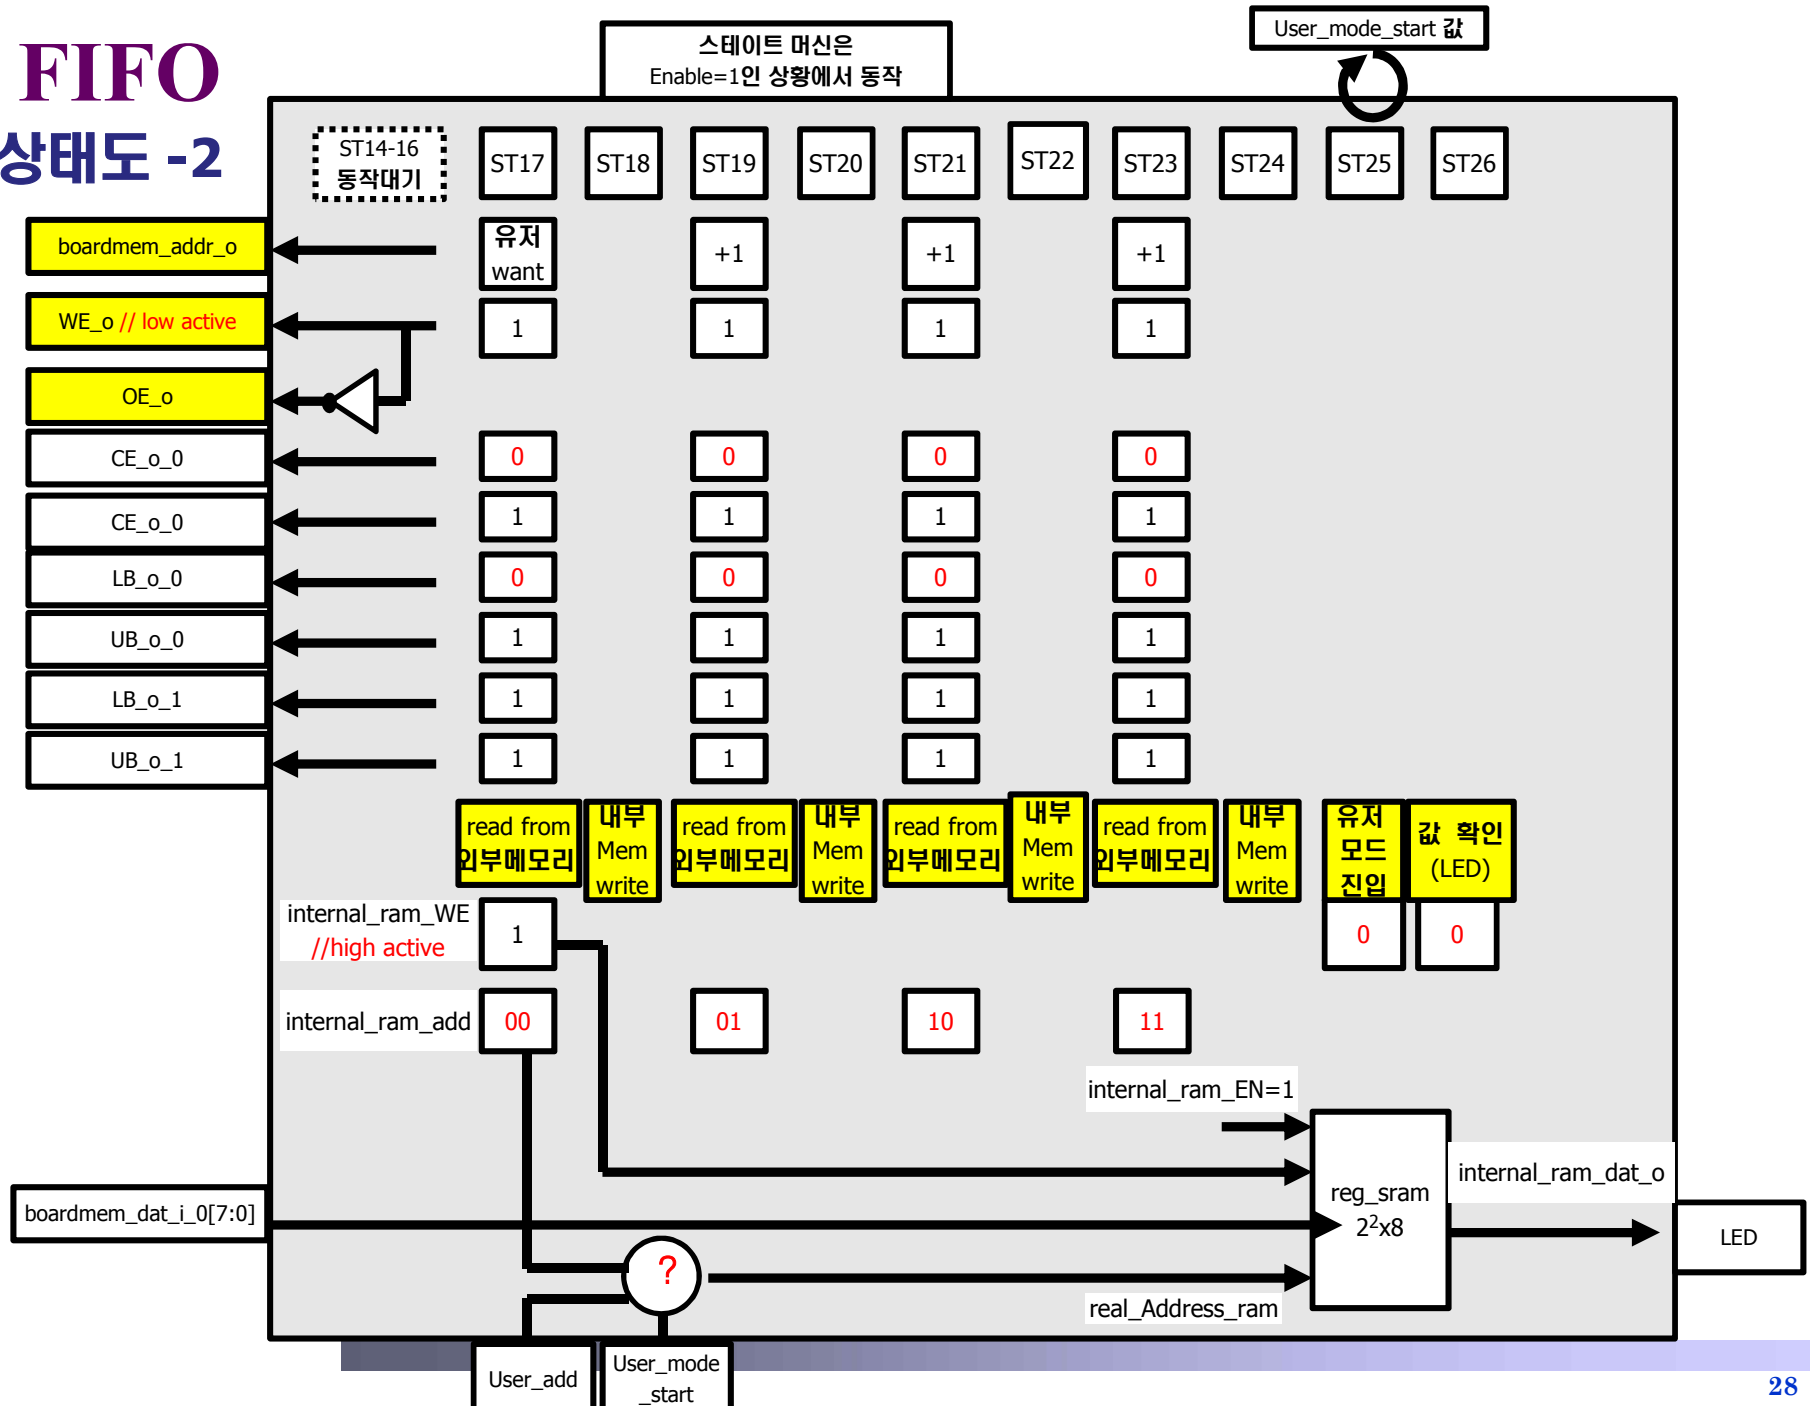 FIFO
상태도 -2
스테이트 머신은
Enable=1인 상황에서 동작
User_mode_start 값
ST14-16
동작대기
ST17
ST18
ST19
ST20
ST21
ST22
ST23
ST24
ST25
ST26
boardmem_addr_o
유저
want
+1
+1
+1
WE_o // low active
1
1
1
1
OE_o
CE_o_0
0
0
0
0
CE_o_0
1
1
1
1
LB_o_0
0
0
0
0
UB_o_0
1
1
1
1
LB_o_1
1
1
1
1
UB_o_1
1
1
1
1
read from
외부메모리
내부
Mem
write
read from
외부메모리
내부
Mem
write
read from
외부메모리
내부
Mem
write
read from
외부메모리
내부
Mem
write
유저
모드
진입
값 확인
(LED)
internal_ram_WE
//high active
1
0
0
internal_ram_add
00
01
10
11
internal_ram_EN=1
reg_sram
2²x8
internal_ram_dat_o
boardmem_dat_i_0[7:0]
LED
?
real_Address_ram
User_add
User_mode
_start
28